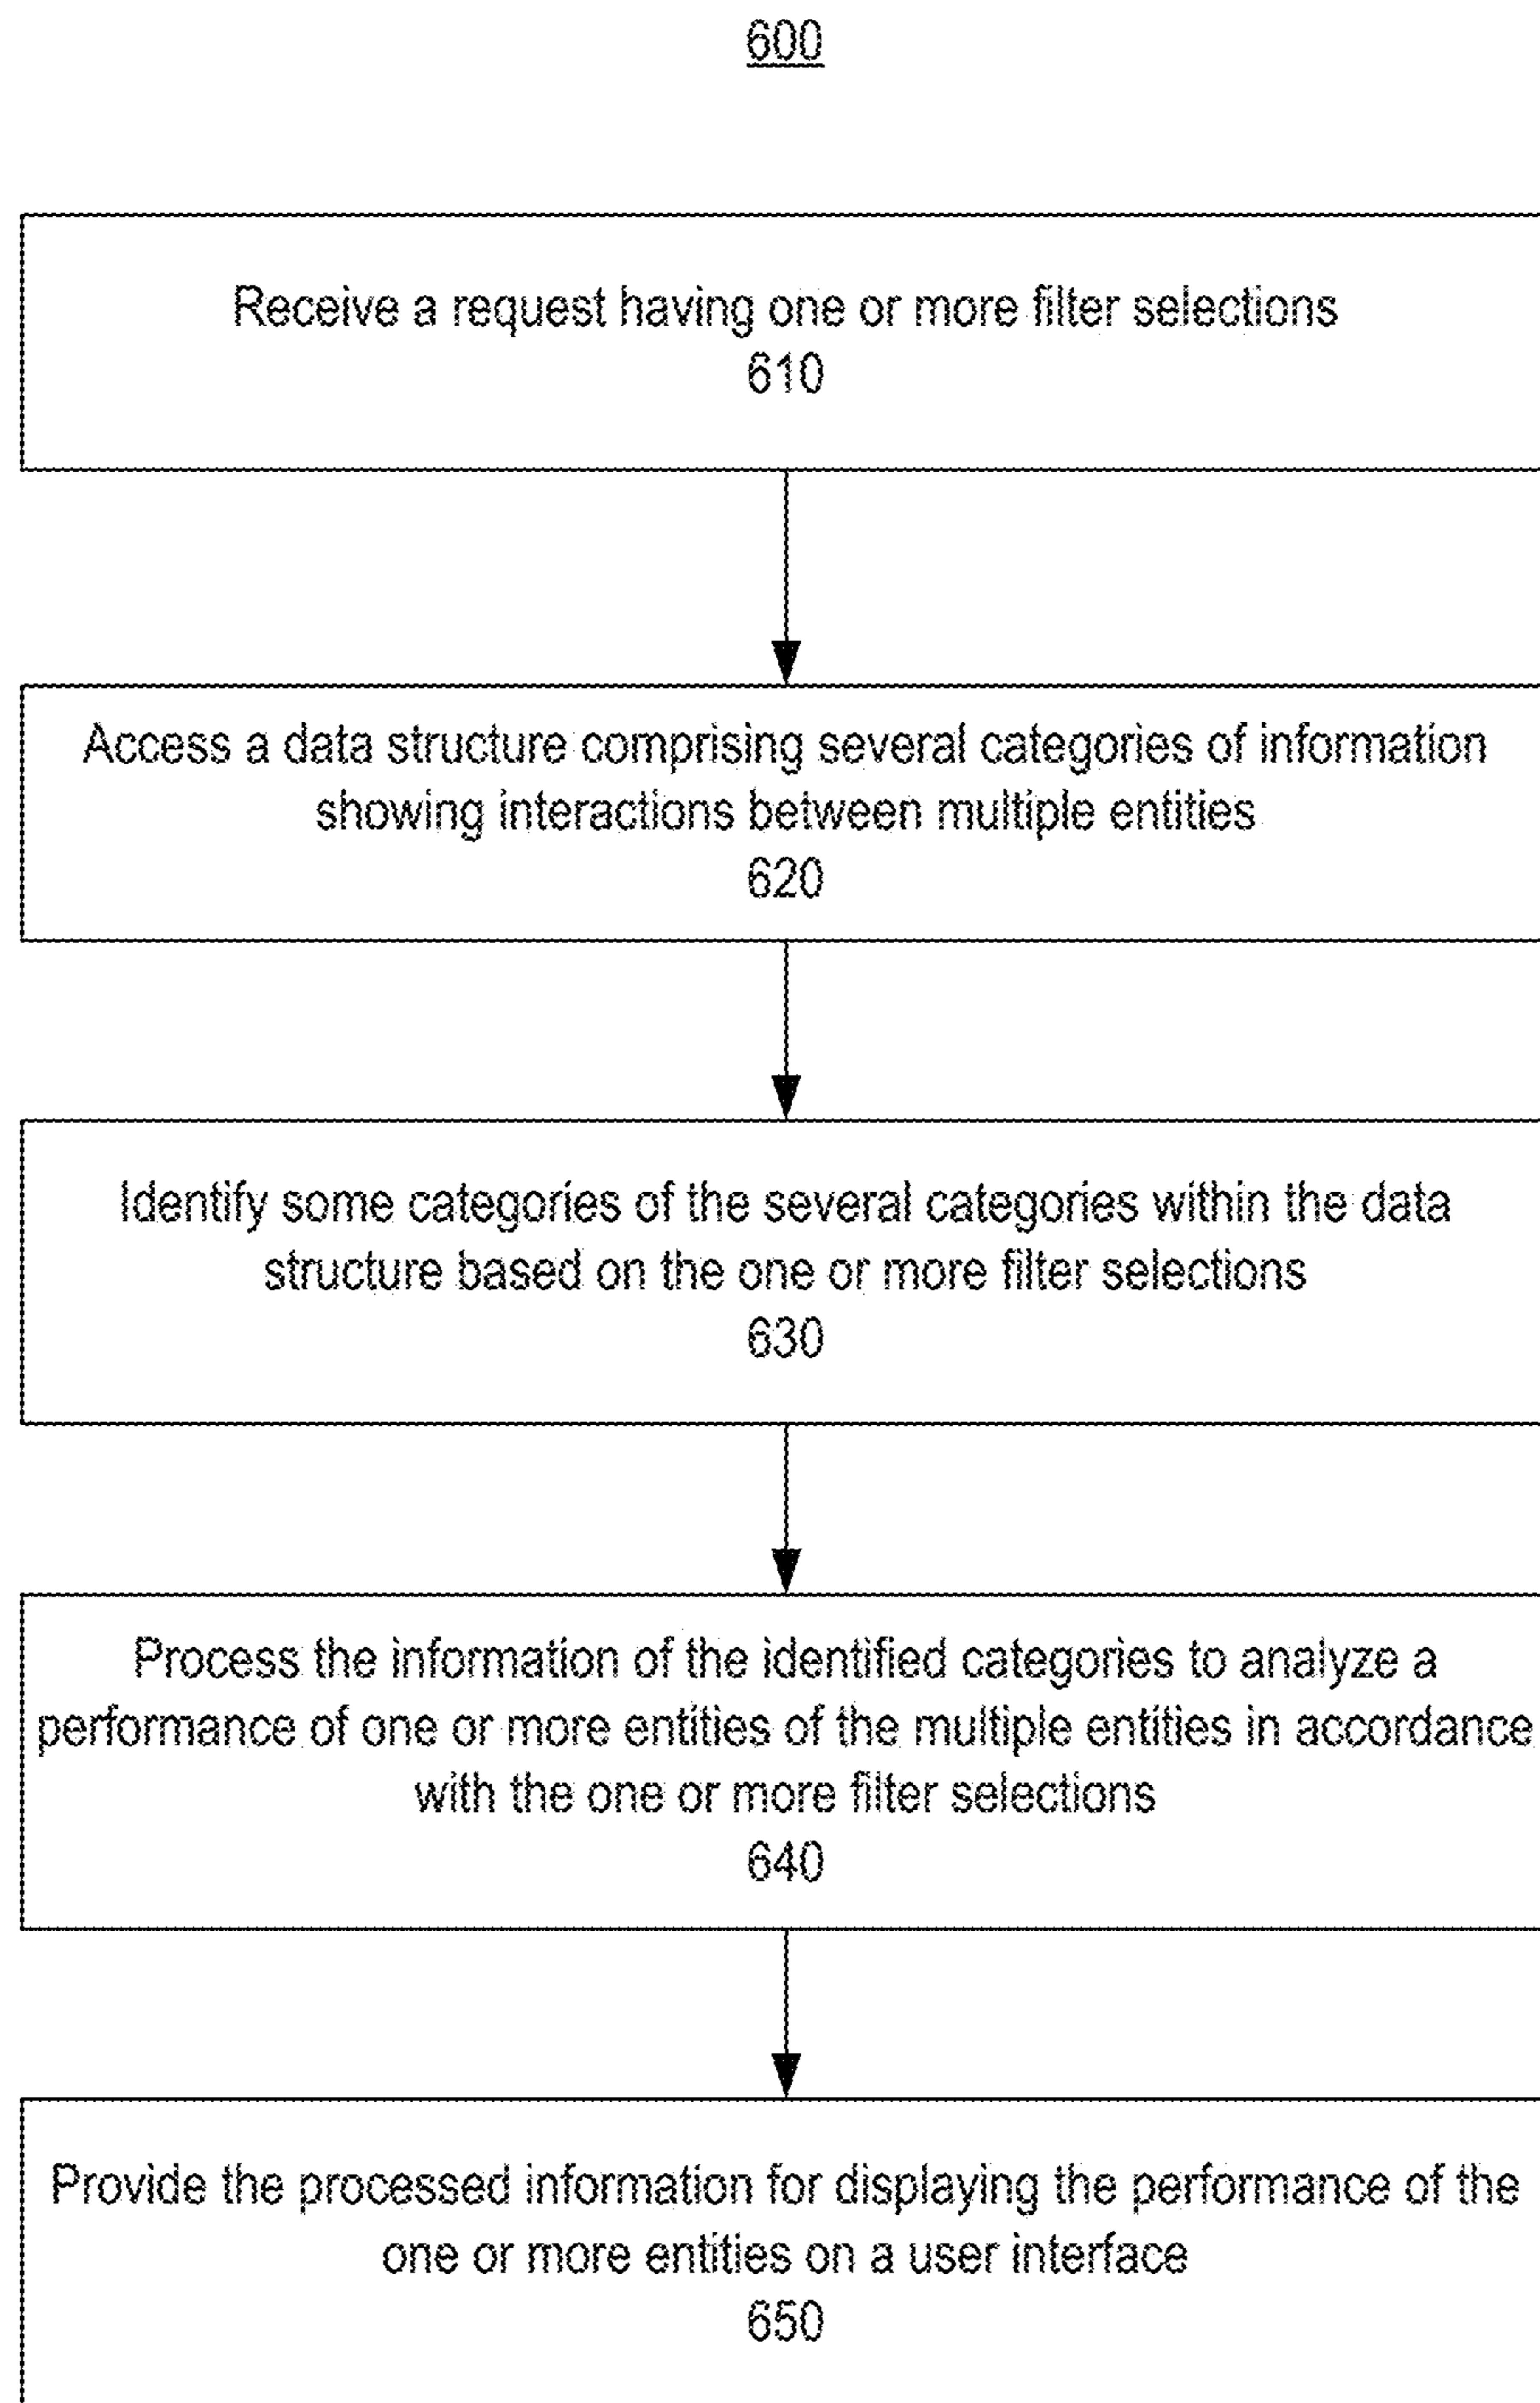 600
Receive a request having one or more filter selections
610
Access a data structure comprising several categories of information
showing interactions between multiple entities
620
Identify some categories of the several categories within the data
structure based on the one or more filter selections
630
Process the information of the identified categories to analyze a
performance of one or more entities of the multiple entities in accordance
with the one or more filter selections
640
Provide the processed information for displaying the performance of the
one or more entities on a user interface
650